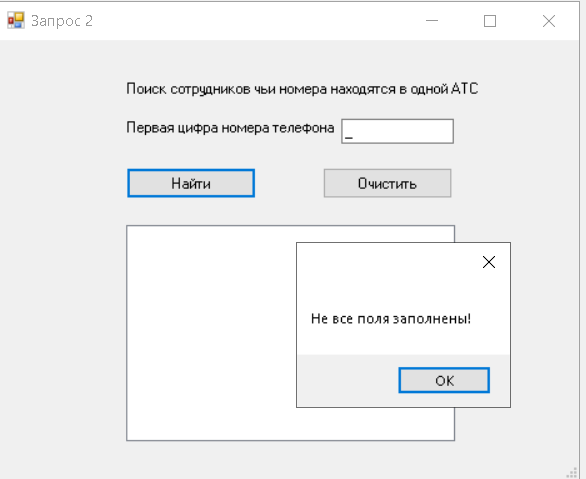 Запрос 2
Поиск сотрудников чьи номера находятся в одной АТС
Первая цифра номера телефона _
Найти
Очистить
Не все поля заполнены!
ОК